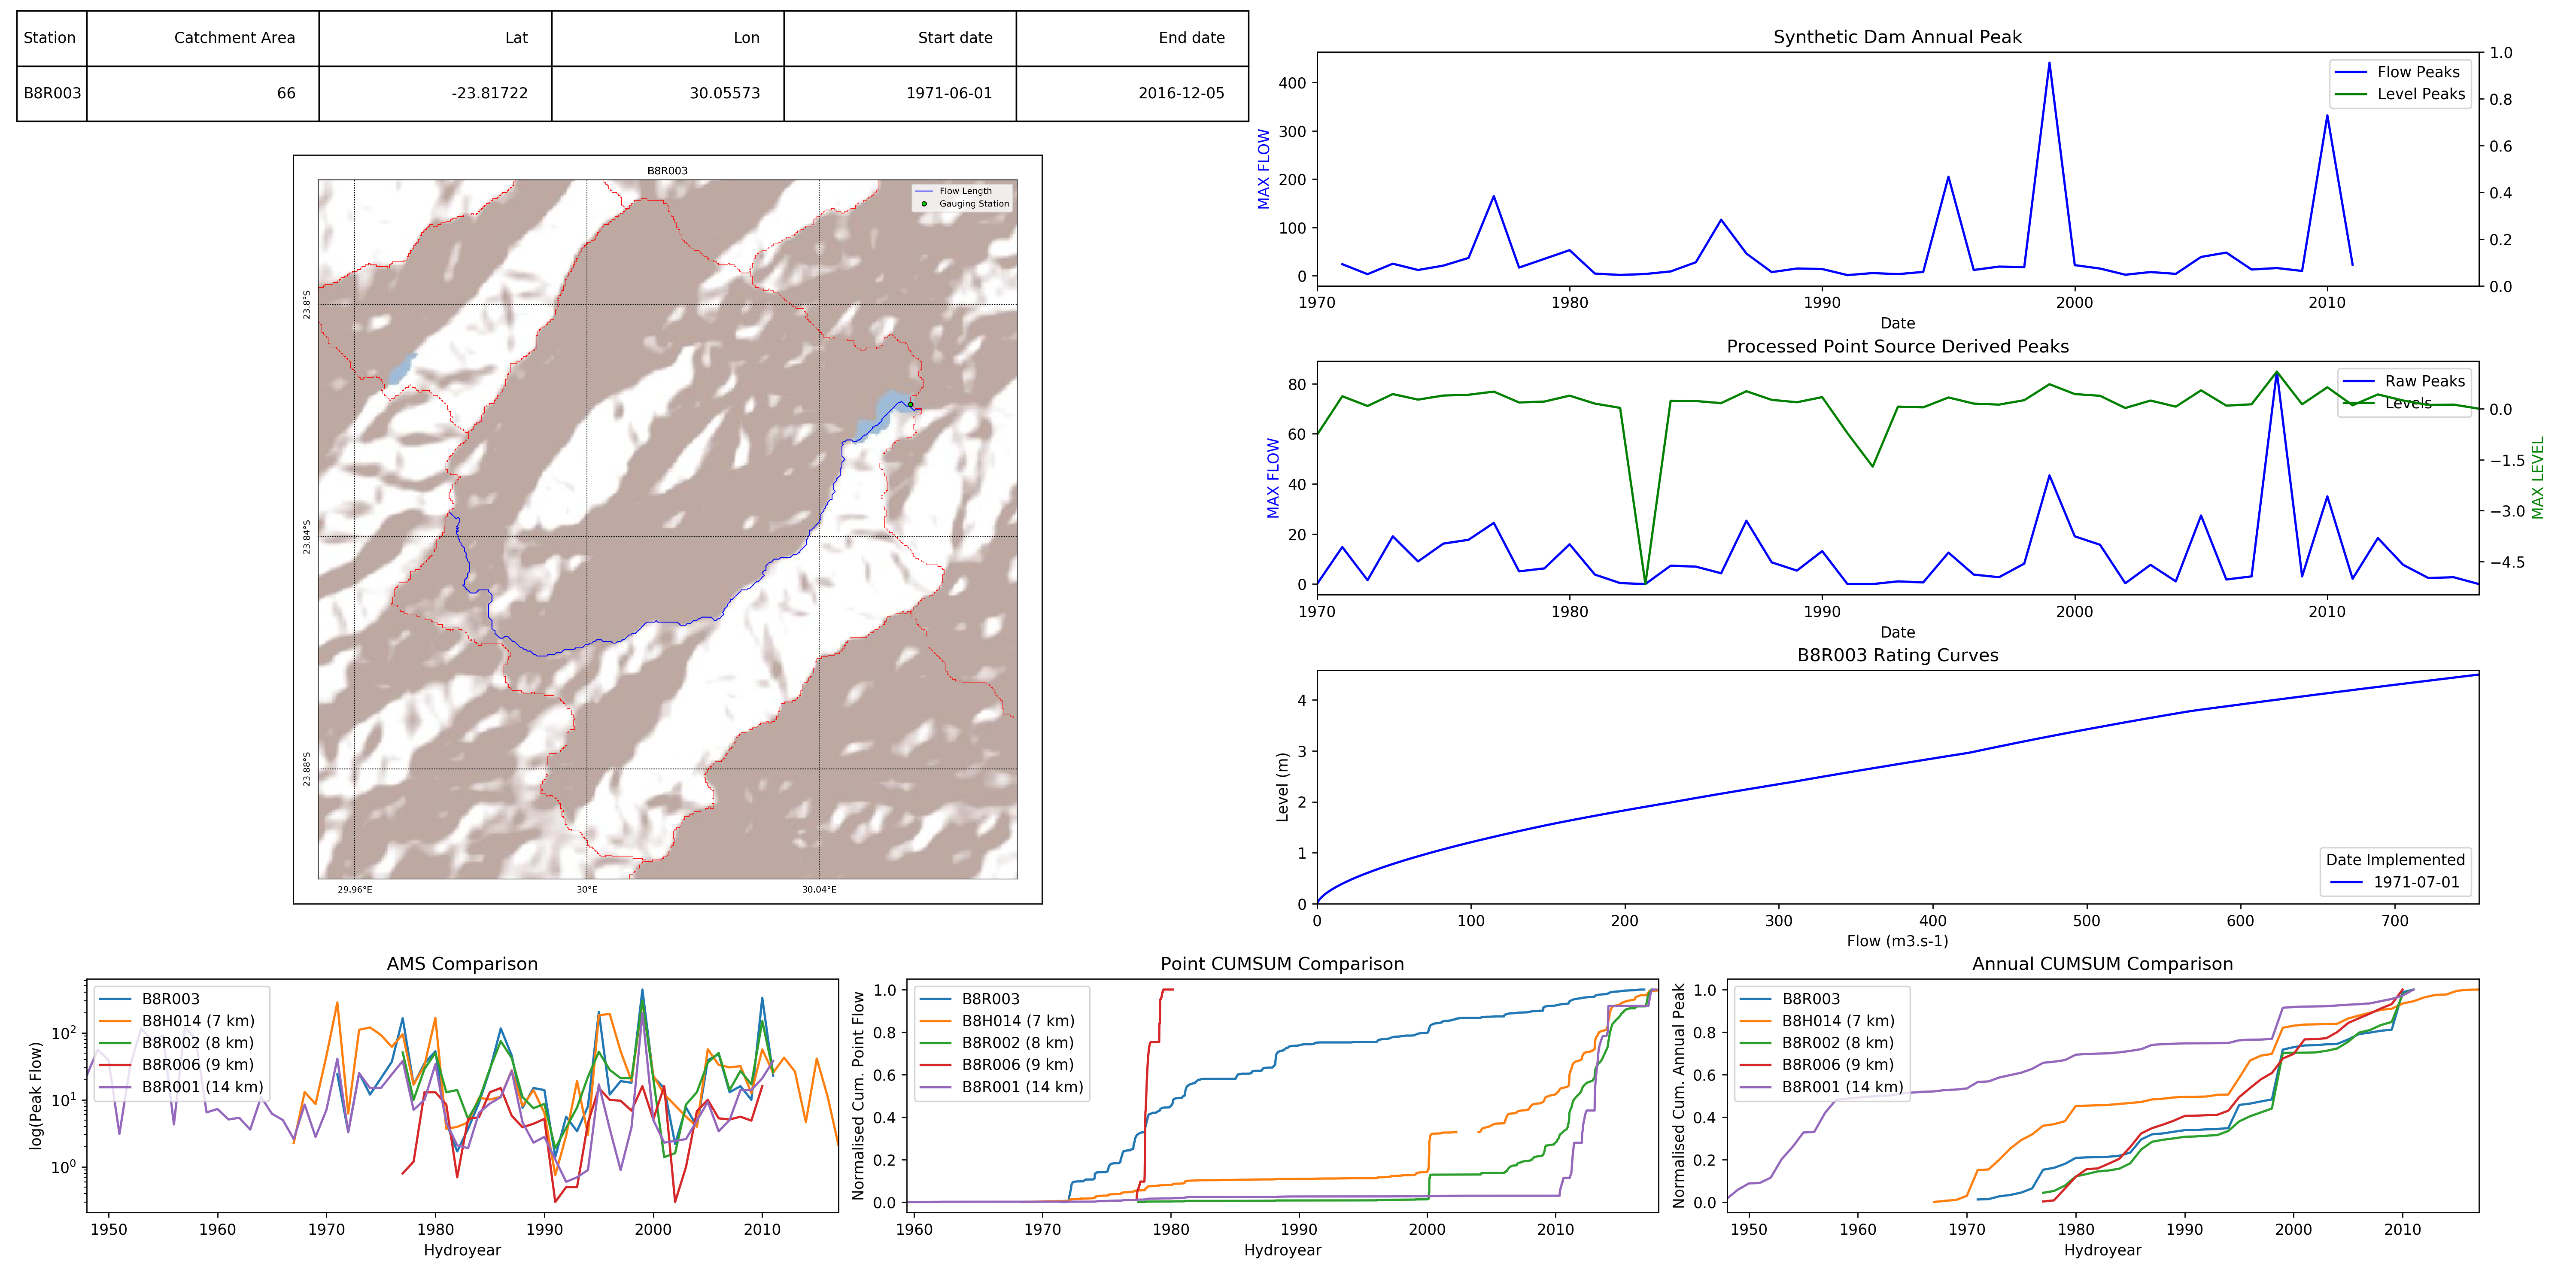 Station Catchment Area Lat Lon Start date End date
B8R003 66 -23.81722 30.05573 1971-06-01 2016-12-05
B8R003
Flow Length
Gauging Station
23.8°S
23.84°S
23.88°S
29.96°E 30°E 30.04°E
Synthetic Dam Annual Peak
Flow Peaks
Level Peaks
MAX FLOW
400
300
200
100
0
1.0
0.8
0.6
0.4
0.2
0.0
1970 1980 1990 2000 2010
Date
Processed Point Source Derived Peaks
Raw Peaks
Levels
MAX FLOW
80
60
40
20
0
0.0
−1.5
−3.0
−4.5
MAX LEVEL
1970 1980 1990 2000 2010
Date
B8R003 Rating Curves
Level (m)
4
3
2
1
0
Date Implemented
1971-07-01
0 100 200 300 400 500 600 700
Flow (m3.s-1)
AMS Comparison
B8R003
B8H014 (7 km)
B8R002 (8 km)
B8R006 (9 km)
B8R001 (14 km)
log(Peak Flow)
10²
10¹
10⁰
1950 1960 1970 1980 1990 2000 2010
Hydroyear
Point CUMSUM Comparison
B8R003
B8H014 (7 km)
B8R002 (8 km)
B8R006 (9 km)
B8R001 (14 km)
Normalised Cum. Point Flow
1.0
0.8
0.6
0.4
0.2
0.0
1960 1970 1980 1990 2000 2010
Hydroyear
Annual CUMSUM Comparison
B8R003
B8H014 (7 km)
B8R002 (8 km)
B8R006 (9 km)
B8R001 (14 km)
Normalised Cum. Annual Peak
1.0
0.8
0.6
0.4
0.2
0.0
1950 1960 1970 1980 1990 2000 2010
Hydroyear